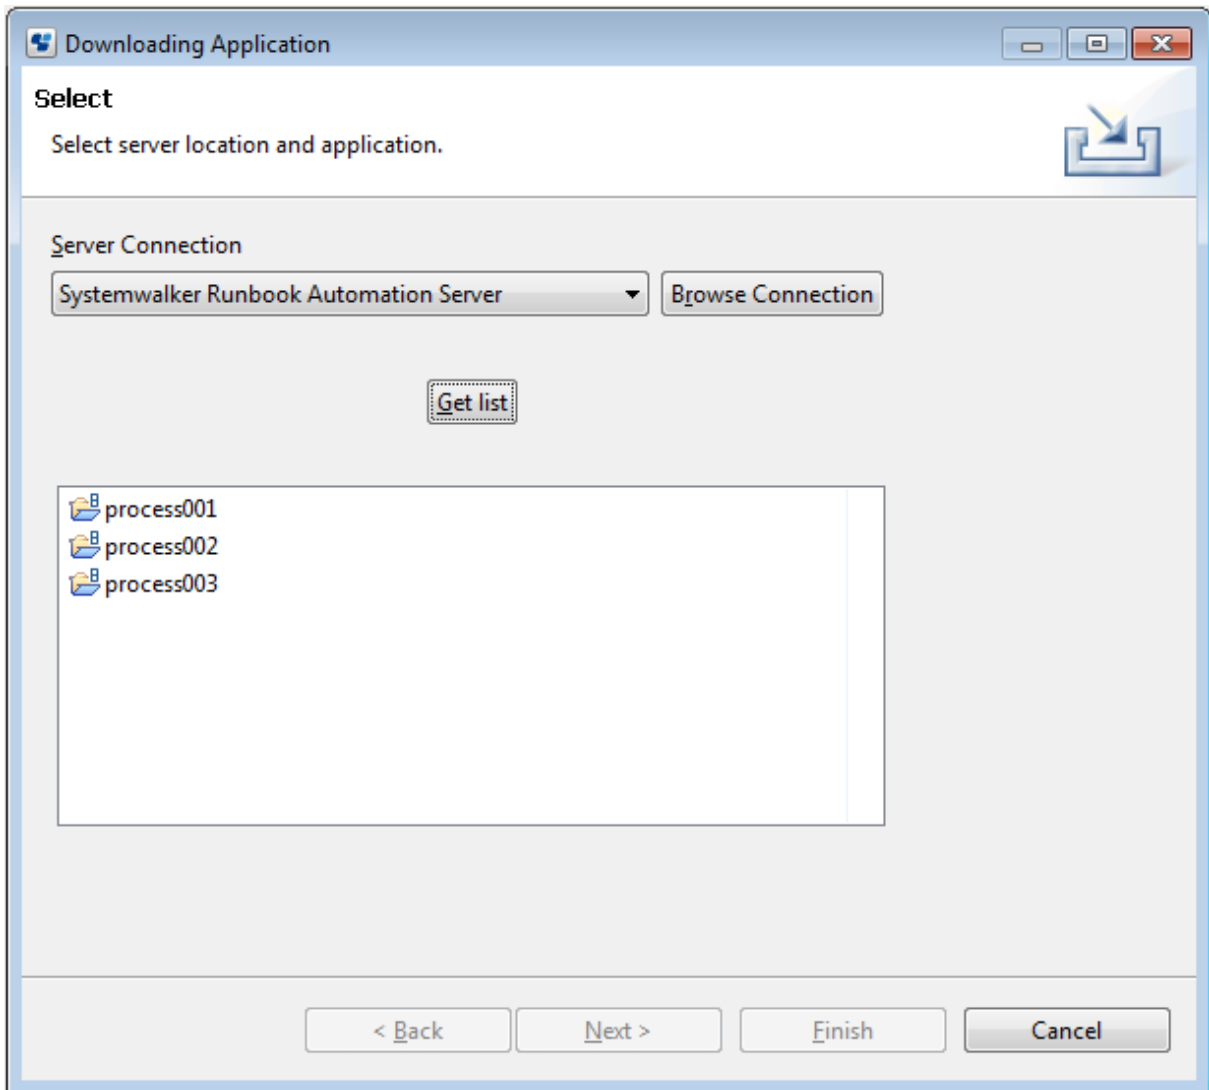 Downloading Application
Select
Select server location and application.
Server Connection
Systemwalker Runbook Automation Server
Browse Connection
Get list
process001
process002
process003
< Back
Next >
Finish
Cancel